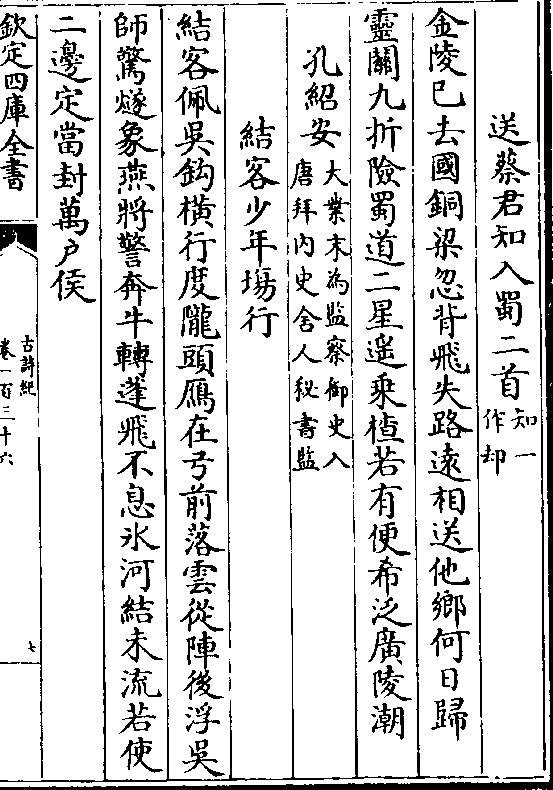 送蔡君知入蜀二首知一作却
金陵已去國銅梁忽背飛失路遠相送他鄉何日歸
靈關九折險蜀道二星遥乘楂若有便希泛廣陵潮
孔紹安大業末為監察御史入唐拜内史舍人秘書監
結客少年塲行
結客佩吳鈎横行度隴頭鴈在弓前落雲從陣後浮吳
師驚燧象燕將警奔牛轉蓬飛不息氷河結未流若使
二邊定當封萬户侯
欽定四庫全書
古詩紀
卷一百三十六
七